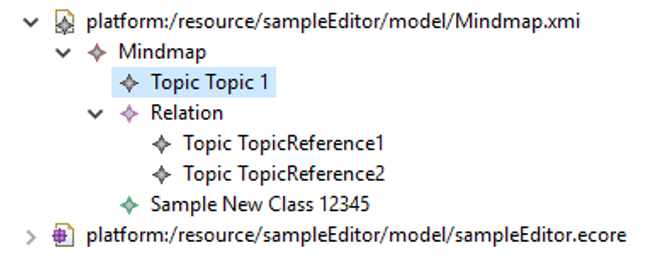 platform:/resource/sampleEditor/model/Mindmap.xmi
Mindmap
Topic Topic 1
Relation
Topic TopicReference1
Topic TopicReference2
Sample New Class 12345
platform:/resource/sampleEditor/model/sampleEditor.ecore